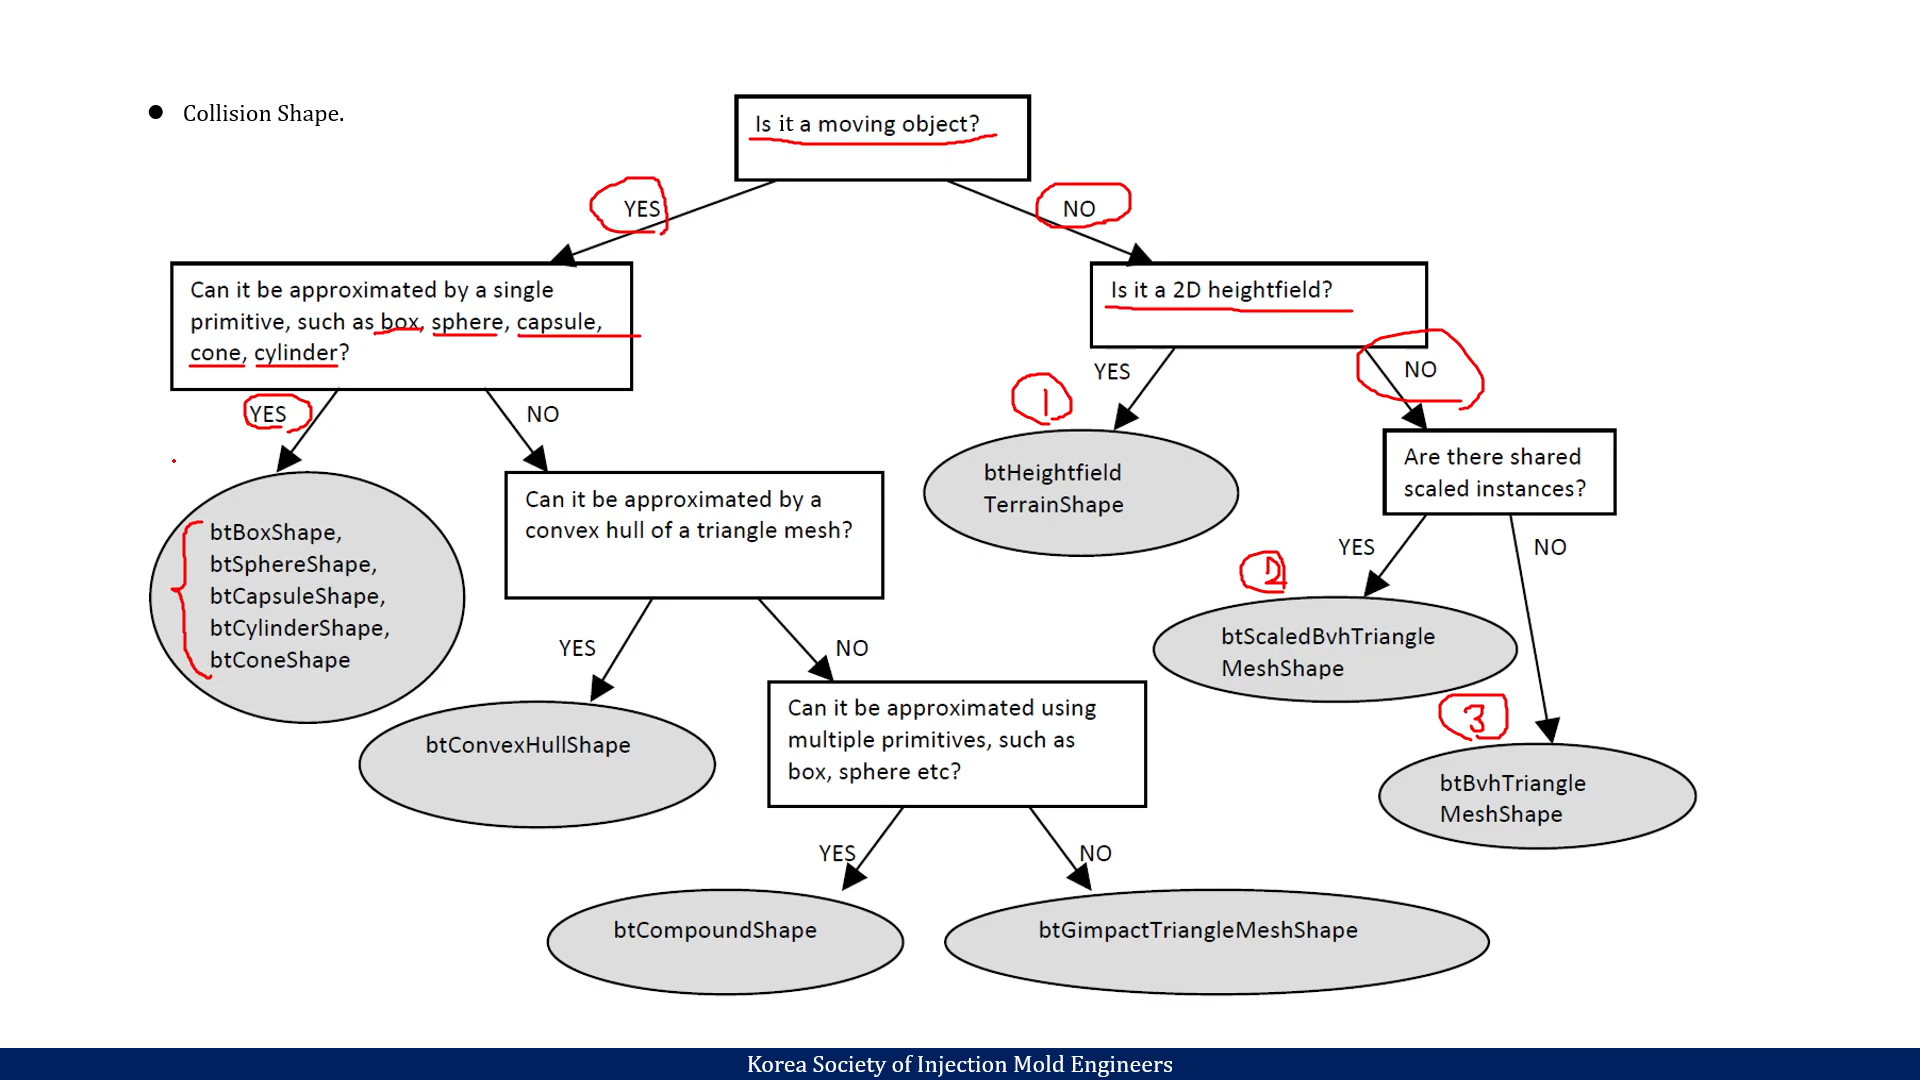 Collision Shape.
Is it a moving object?
YES
NO
Can it be approximated by a single
primitive, such as box, sphere, capsule,
cone, cylinder?
Is it a 2D heightfield?
YES
NO
YES
NO
1
btHeightfield
TerrainShape
Are there shared
scaled instances?
btBoxShape,
btSphereShape,
btCapsuleShape,
btCylinderShape,
btConeShape
Can it be approximated by a
convex hull of a triangle mesh?
YES
NO
2
btScaledBvhTriangle
MeshShape
YES
NO
3
btConvexHullShape
Can it be approximated using
multiple primitives, such as
box, sphere etc?
btBvhTriangle
MeshShape
YES
NO
btCompoundShape
btGimpactTriangleMeshShape
Korea Society of Injection Mold Engineers